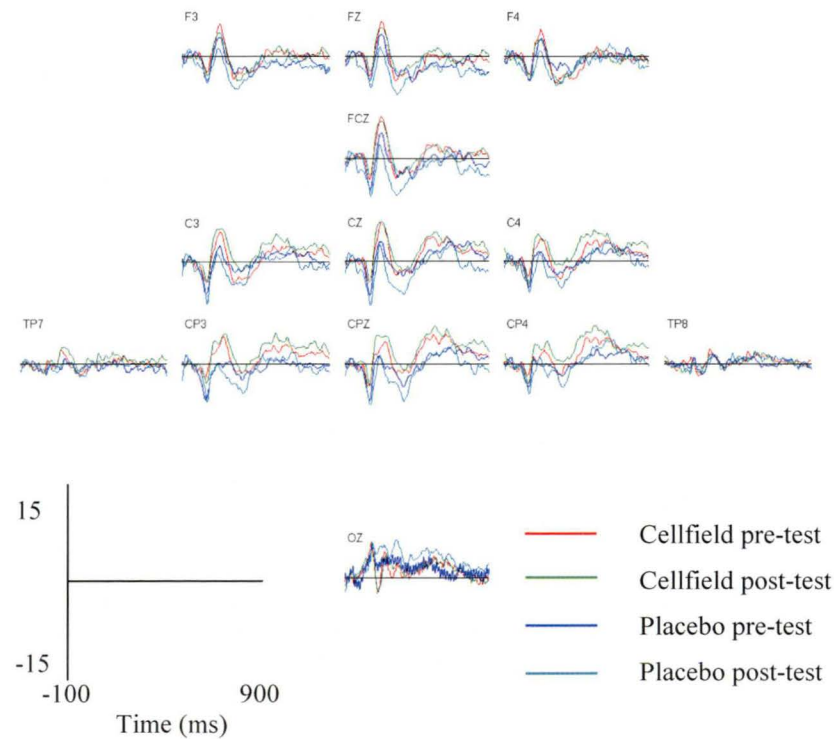 F3 FZ F4
FCZ
C3 CZ C4
TP7 CP3 CPZ CP4 TP8
15
-15
-100 900
Time (ms)
OZ
Cellfield pre-test
Cellfield post-test
Placebo pre-test
Placebo post-test